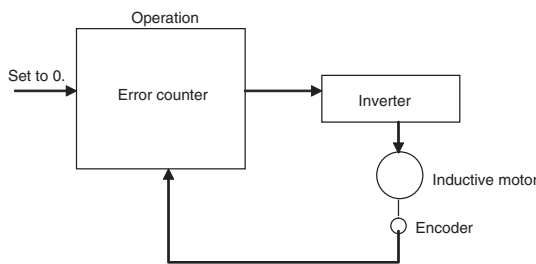 Operation
Set to 0.
Error counter
Inverter
Inductive motor
Encoder